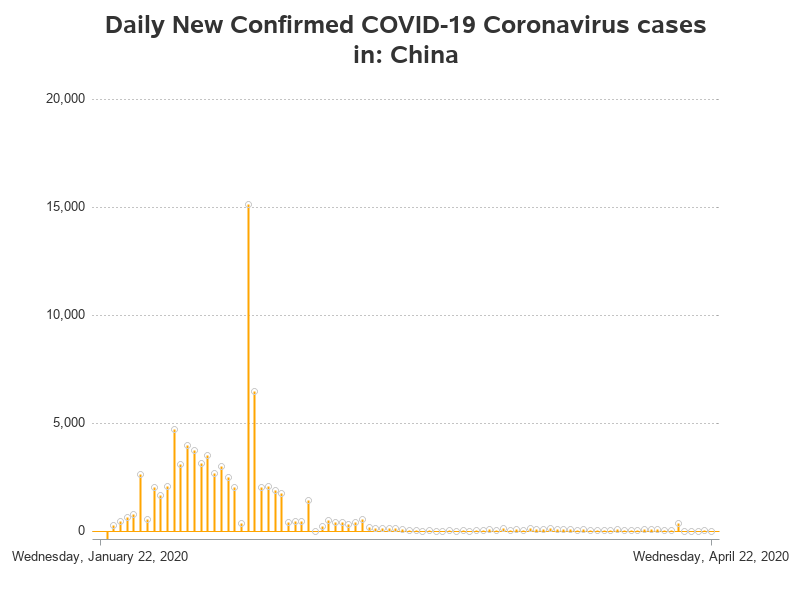 Daily New Confirmed COVID-19 Coronavirus cases
in: China
20,000
15,000
10,000
5,000
0
Wednesday, January 22, 2020
Wednesday, April 22, 2020